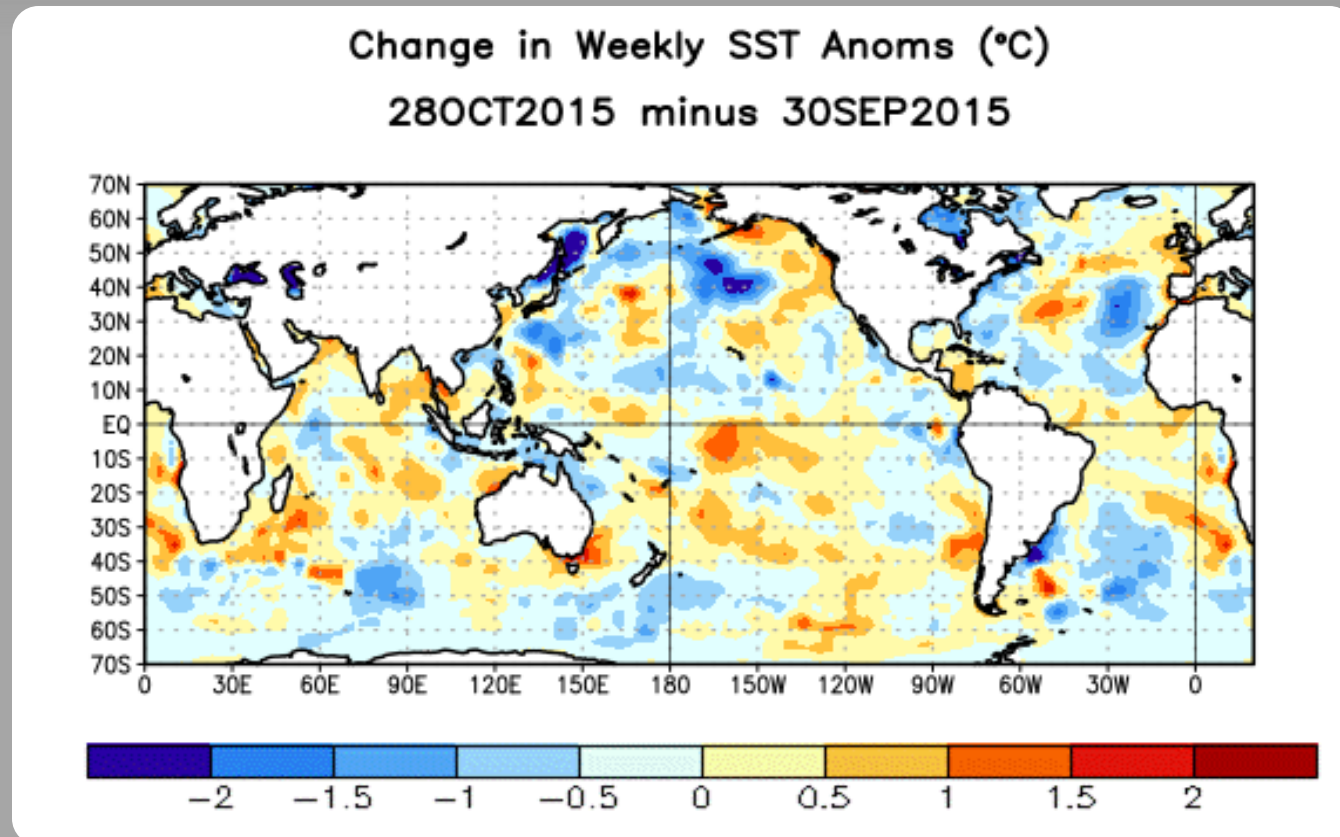 Change in Weekly SST Anoms (°C)
28OCT2015 minus 30SEP2015
70N
60N
50N
40N
30N
20N
10N
EQ
10S
20S
30S
40S
50S
60S
70S
0 30E 60E 90E 120E 150E 180 150W 120W 90W 60W 30W 0
−2 −1.5 −1 −0.5 0 0.5 1 1.5 2